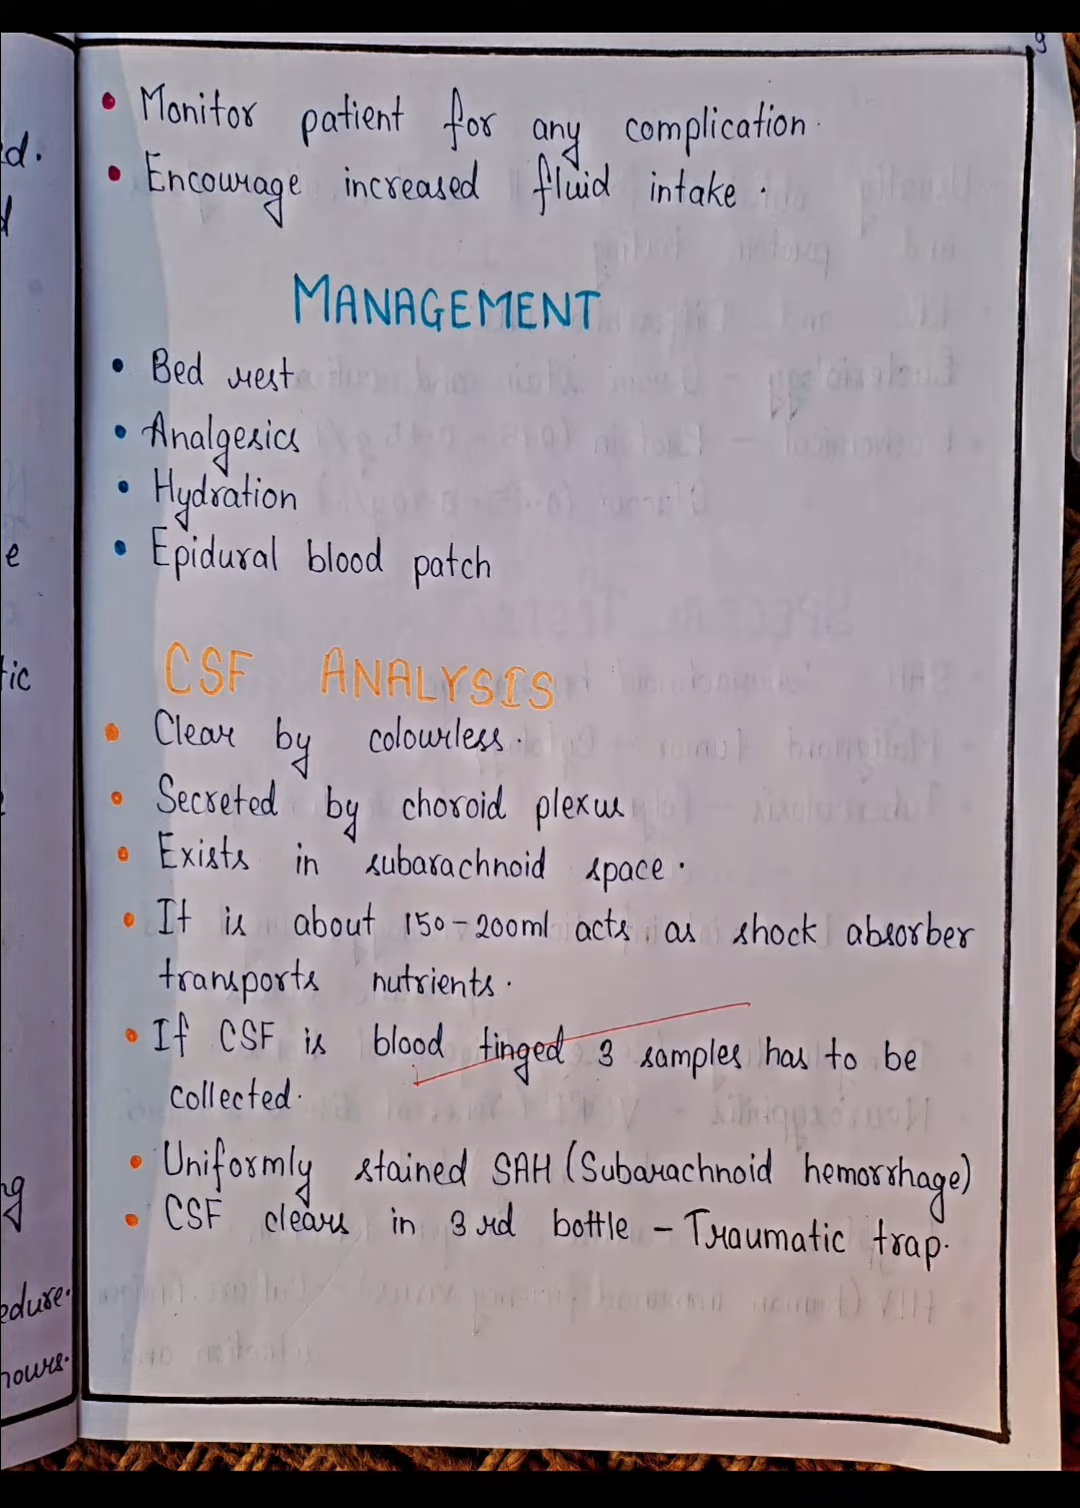 9
• Monitor patient for any complication.
• Encourage increased fluid intake.
MANAGEMENT
• Bed rest
• Analgesics
• Hydration
• Epidural blood patch
CSF ANALYSIS
• Clear by colourless.
• Secreted by choroid plexus
• Exists in subarachnoid space.
• It is about 150-200ml acts as shock absorber
transports nutrients.
• If CSF is blood tinged 3 samples has to be
collected.
• Uniformly stained SAH (Subarachnoid hemorrhage)
• CSF clears in 3rd bottle - Traumatic trap.